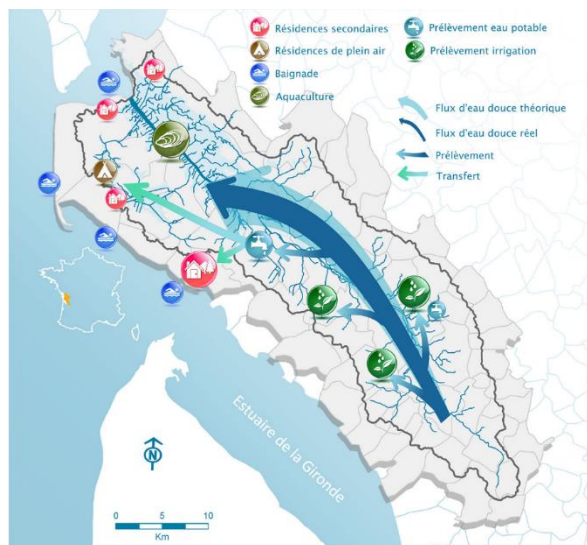 Résidences secondaires
Résidences de plein air
Baignade
Aquaculture
Prélèvement eau potable
Prélèvement irrigation
Flux d'eau douce théorique
Flux d'eau douce réel
Prélèvement
Transfert
Estuaire de la Gironde
N
0 5 10
Km